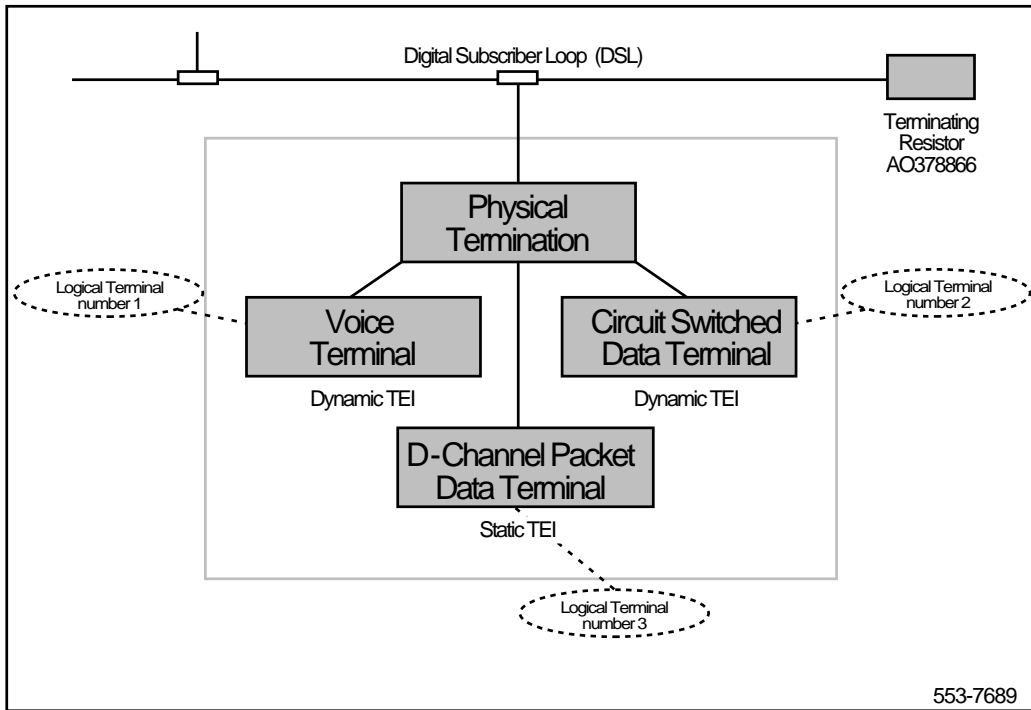 Digital Subscriber Loop (DSL)
Terminating
Resistor
AO378866
Physical
Termination
Logical Terminal
number 1
Logical Terminal
number 2
Voice
Terminal
Circuit Switched
Data Terminal
Dynamic TEI
Dynamic TEI
D-Channel Packet
Data Terminal
Static TEI
Logical Terminal
number 3
553-7689